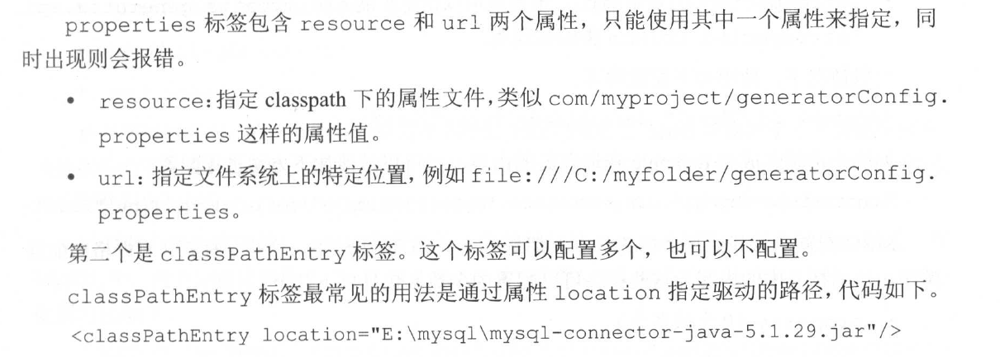 properties 标签包含 resource 和 url 两个属性，只能使用其中一个属性来指定，同
时出现则会报错。
• resource：指定 classpath 下的属性文件，类似 com/myproject/generatorConfig.
properties 这样的属性值。
• url：指定文件系统上的特定位置，例如 file:///C:/myfolder/generatorConfig.
properties。
第二个是 classPathEntry 标签。这个标签可以配置多个，也可以不配置。
classPathEntry 标签最常见的用法是通过属性 location 指定驱动的路径，代码如下。
<classPathEntry location="E:\mysql\mysql-connector-java-5.1.29.jar"/>